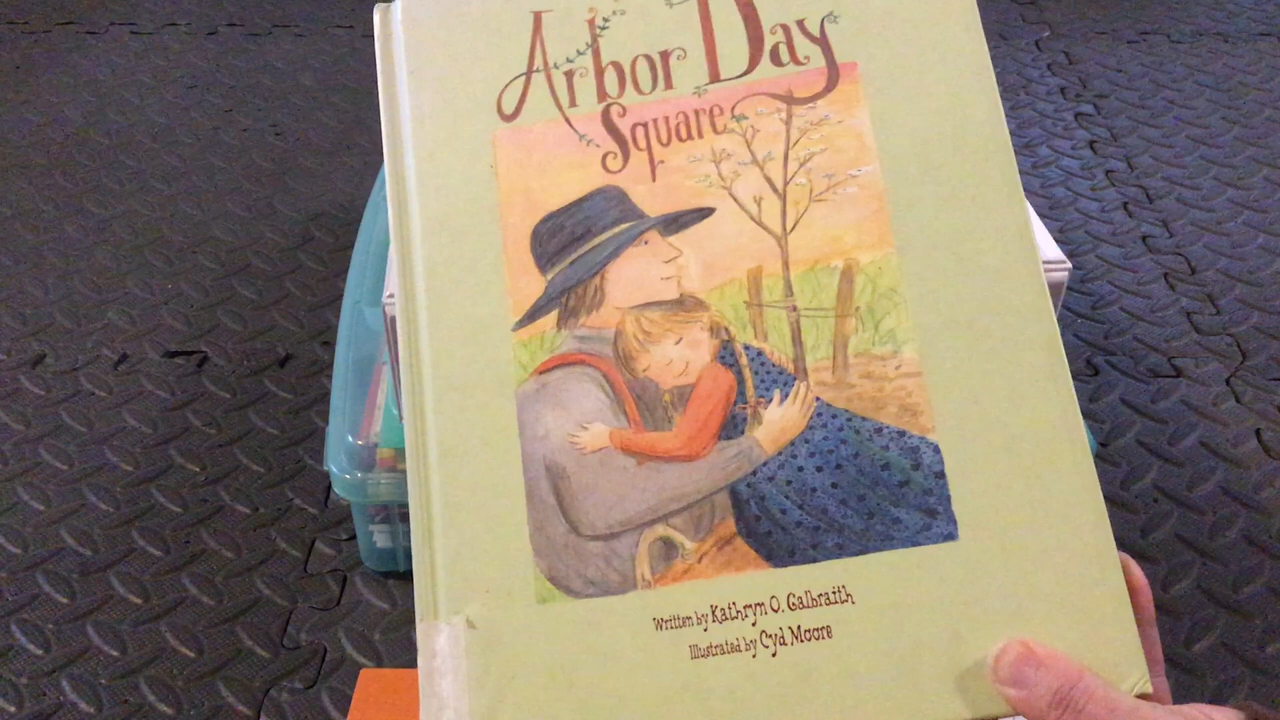 Arbor Day
Square
Written by Kathryn O. Galbraith
Illustrated by Cyd Moore